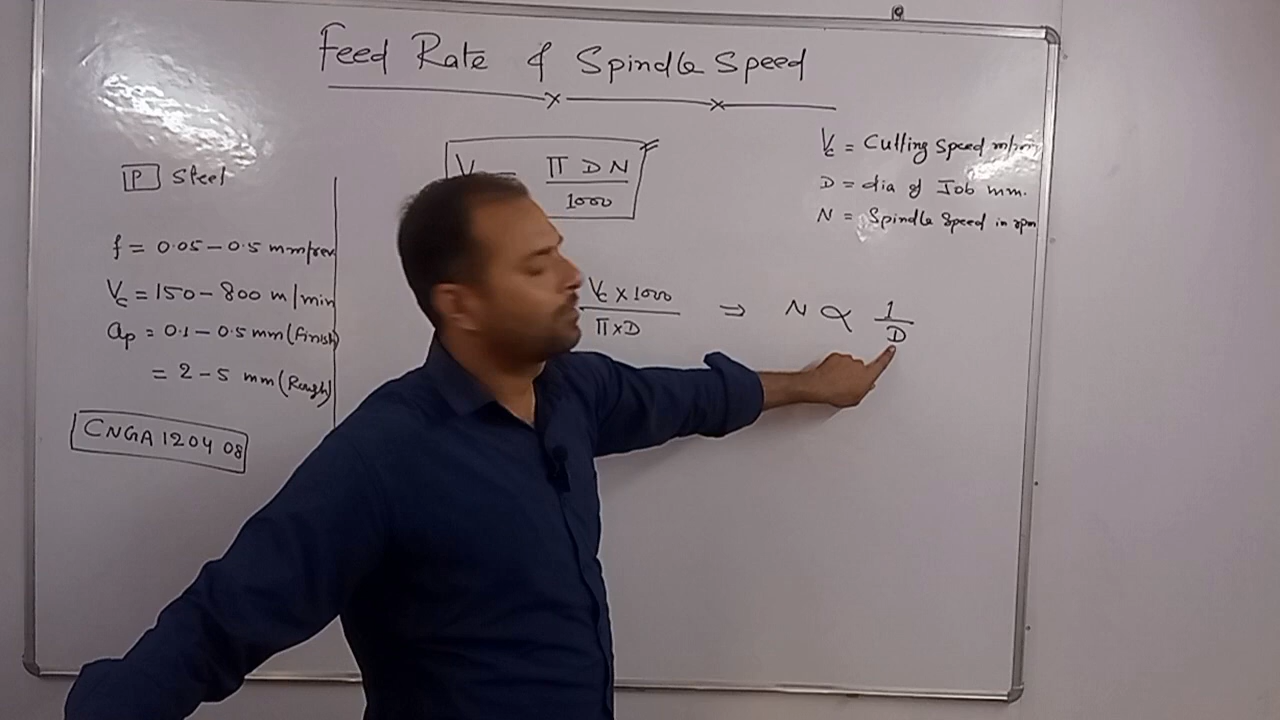 Feed Rate & Spindle Speed
P Steel
f = 0.05 – 0.5 mm/rev
Vc = 150 – 800 m/min
ap = 0.1 – 0.5 mm (Finish)
= 2 – 5 mm (Rough)
CNGA 1204 08
V = π D N / 1000
Vc × 1000 / π × D ⇒ N ∝ 1 / D
Vc = Cutting Speed
D = dia of Job mm.
N = Spindle Speed in rpm